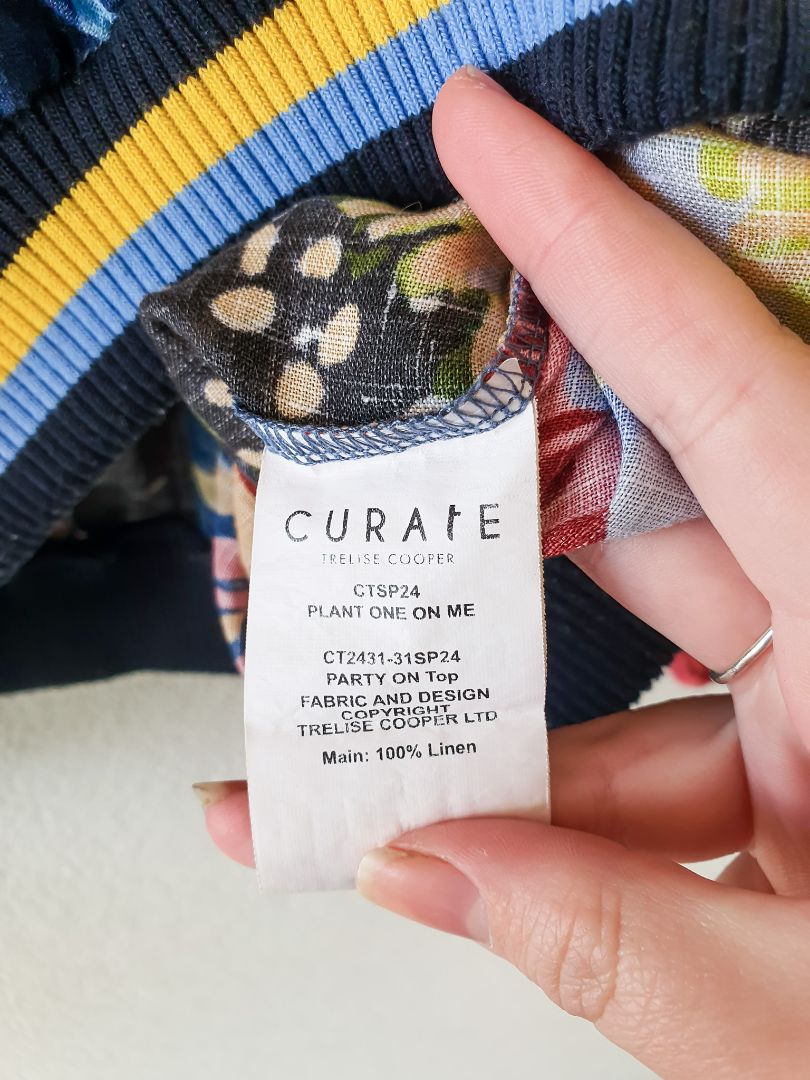 CURATE
TRELISE COOPER
CTSP24
PLANT ONE ON ME
CT2431-31SP24
PARTY ON Top
FABRIC AND DESIGN
COPYRIGHT
TRELISE COOPER LTD
Main: 100% Linen